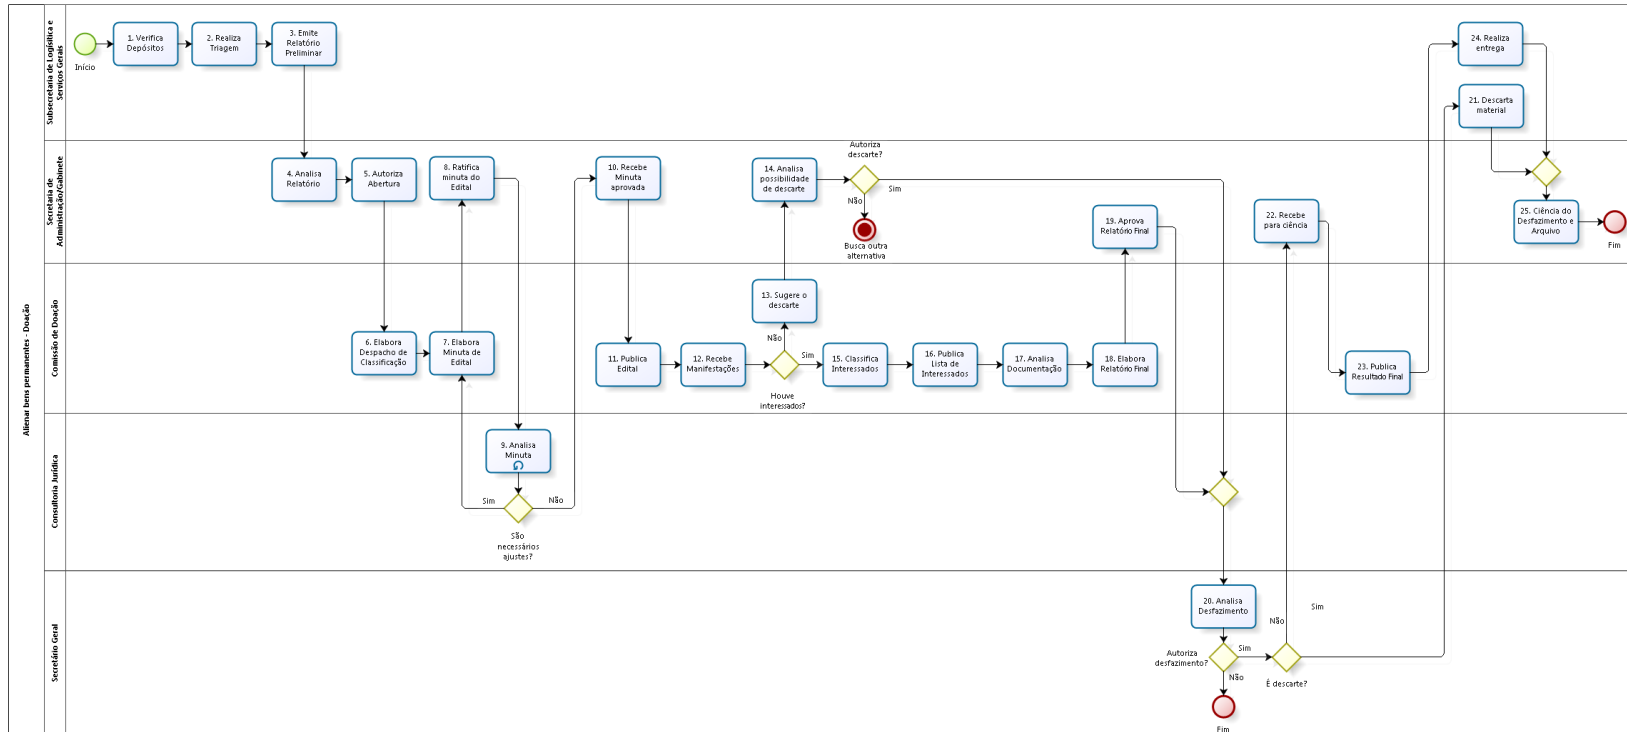 Alienar bens permanentes - Doação
Subsecretaria de Logísitica e
Serviços Gerais
Início
1. Verifica
Depósitos
2. Realiza
Triagem
3. Emite
Relatório
Preliminar
24. Realiza
entrega
21. Descarta
material
Secretaria de
Administração/Gabinete
4. Analisa
Relatório
5. Autoriza
Abertura
8. Ratifica
minuta do
Edital
10. Recebe
Minuta
aprovada
14. Analisa
possibilidade
de descarte
Autoriza
descarte?
Sim
Não
Busca outra
alternativa
19. Aprova
Relatório Final
22. Recebe
para ciência
25. Ciência do
Desfazimento e
Arquivo
Fim
Comissão de Doação
6. Elabora
Despacho de
Classificação
7. Elabora
Minuta de
Edital
11. Publica
Edital
12. Recebe
Manifestações
13. Sugere o
descarte
Não
Sim
Houve
interessados?
15. Classifica
Interessados
16. Publica
Lista de
Interessados
17. Analisa
Documentação
18. Elabora
Relatório Final
23. Publica
Resultado Final
Consultoria Jurídica
9. Analisa
Minuta
Sim
Não
São
necessários
ajustes?
Secretário Geral
20. Analisa
Desfazimento
Autoriza
desfazimento?
Sim
Não
Fim
Não
Sim
É descarte?